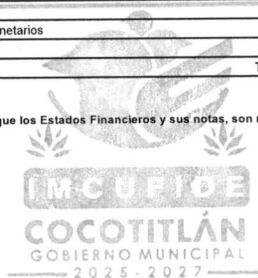 netarios
T
que los Estados Financieros y sus notas, son r
IMCUFIDE
COCOTITLÁN
GOBIERNO MUNICIPAL
2025-2027